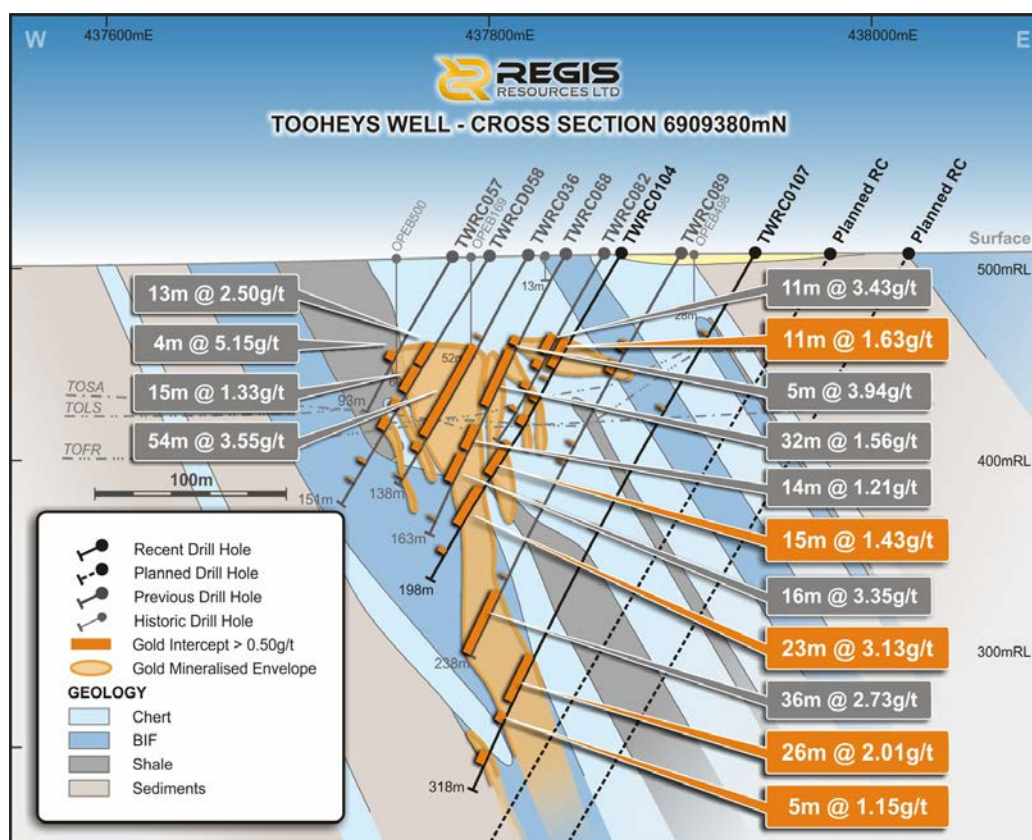 W
437600mE
437800mE
438000mE
E
REGIS
RESOURCES LTD
TOOHEYS WELL - CROSS SECTION 6909380mN
OPEB500
TWRC057
OPEB169
TWRCD058
TWRC036
TWRC068
TWRC082
TWRC0104
TWRC089
OPEB498
TWRC0107
Planned RC
Planned RC
Surface
500mRL
13m
28m
52m
93m
13m @ 2.50g/t
4m @ 5.15g/t
15m @ 1.33g/t
54m @ 3.55g/t
11m @ 3.43g/t
11m @ 1.63g/t
5m @ 3.94g/t
32m @ 1.56g/t
14m @ 1.21g/t
15m @ 1.43g/t
16m @ 3.35g/t
23m @ 3.13g/t
36m @ 2.73g/t
26m @ 2.01g/t
5m @ 1.15g/t
TOSA
TOLS
TOFR
400mRL
100m
151m
138m
163m
198m
238m
300mRL
318m
Recent Drill Hole
Planned Drill Hole
Previous Drill Hole
Historic Drill Hole
Gold Intercept > 0.50g/t
Gold Mineralised Envelope
GEOLOGY
Chert
BIF
Shale
Sediments